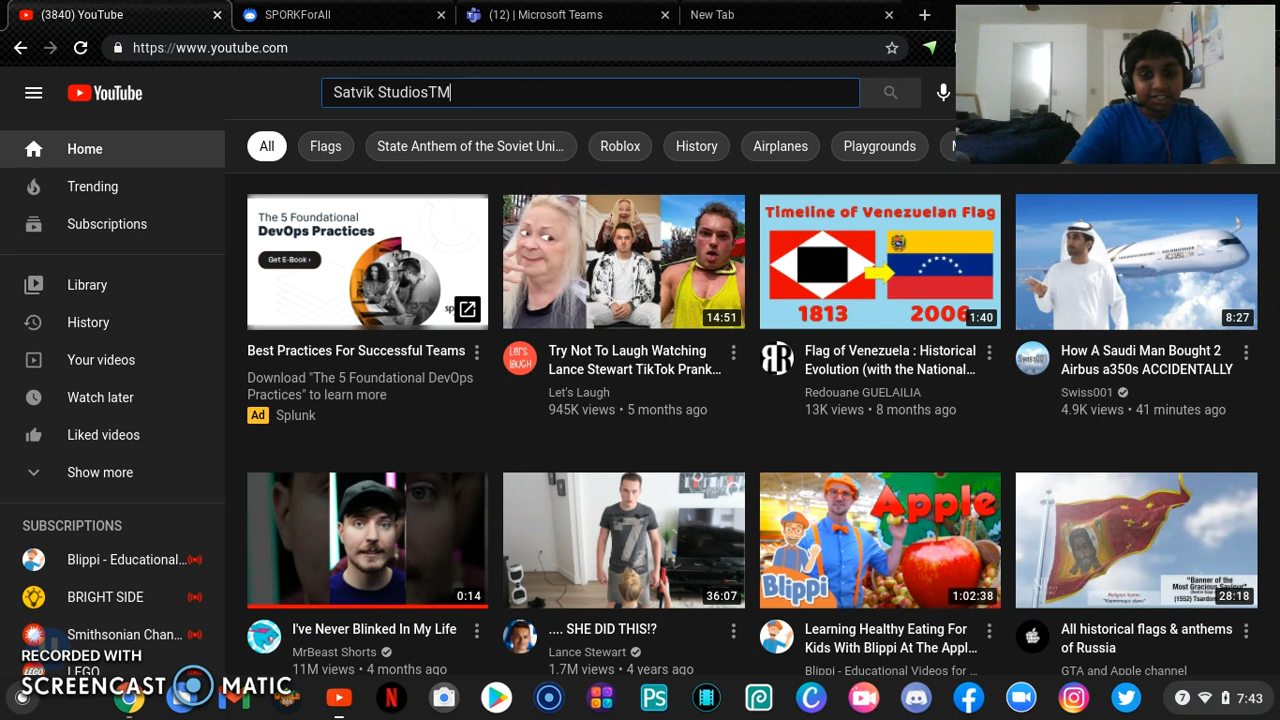 (3840) YouTube
SPORKForAll
(12) | Microsoft Teams
New Tab
https://www.youtube.com
YouTube
Satvik StudiosTM
All
Flags
State Anthem of the Soviet Uni...
Roblox
History
Airplanes
Playgrounds
Home
Trending
Subscriptions
Library
History
Your videos
Watch later
Liked videos
Show more
SUBSCRIPTIONS
Blippi - Educational...
BRIGHT SIDE
Smithsonian Chan...
LEGO
The 5 Foundational
DevOps Practices
Get E-Book ›
Best Practices For Successful Teams
Download "The 5 Foundational DevOps
Practices" to learn more
Ad Splunk
14:51
LET'S LAUGH
Try Not To Laugh Watching
Lance Stewart TikTok Prank...
Let's Laugh
945K views • 5 months ago
Timeline of Venezuelan Flag
1813
2006
1:40
Flag of Venezuela : Historical
Evolution (with the National...
Redouane GUELAILIA
13K views • 8 months ago
8:27
How A Saudi Man Bought 2
Airbus a350s ACCIDENTALLY
Swiss001
4.9K views • 41 minutes ago
0:14
I've Never Blinked In My Life
MrBeast Shorts
11M views • 4 months ago
36:07
.... SHE DID THIS!?
Lance Stewart
1.7M views • 4 years ago
Apple
blippi
1:02:38
Learning Healthy Eating For
Kids With Blippi At The Appl...
Blippi - Educational Videos for ...
"Banner of the
Most Gracious Saviour"
28:18
All historical flags & anthems
of Russia
GTA and Apple channel
RECORDED WITH
SCREENCAST MATIC
7
7:43